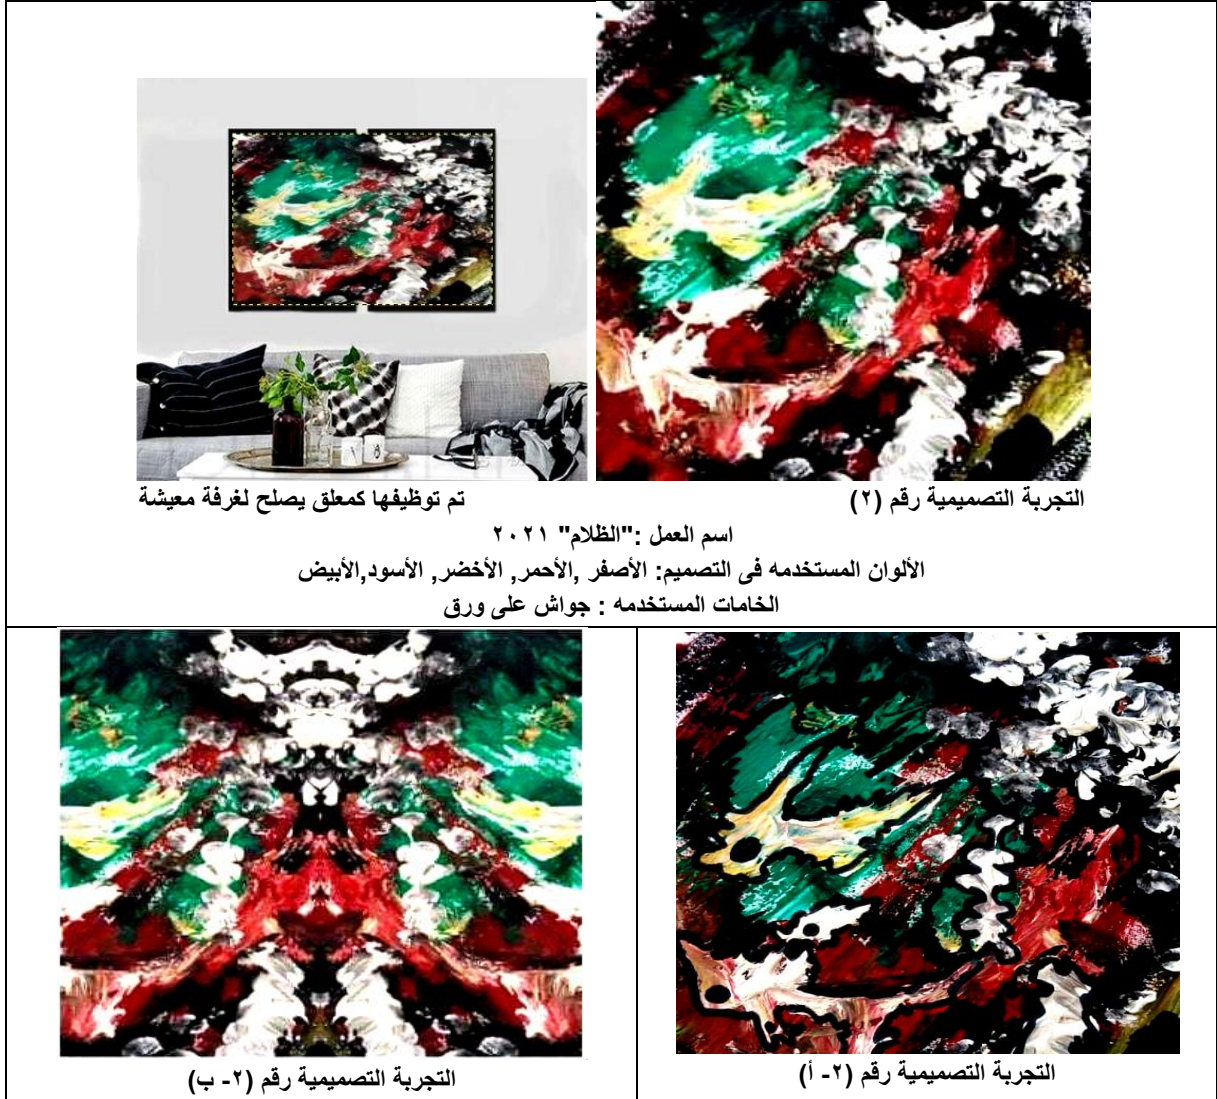 التجربة التصميمية رقم (٢)
تم توظيفها كمعلق يصلح لغرفة معيشة
اسم العمل :"الظلام" ٢٠٢١
الألوان المستخدمه فى التصميم: الأصفر ,الأحمر, الأخضر, الأسود,الأبيض
الخامات المستخدمه : جواش على ورق
التجربة التصميمية رقم (٢- أ)
التجربة التصميمية رقم (٢- ب)